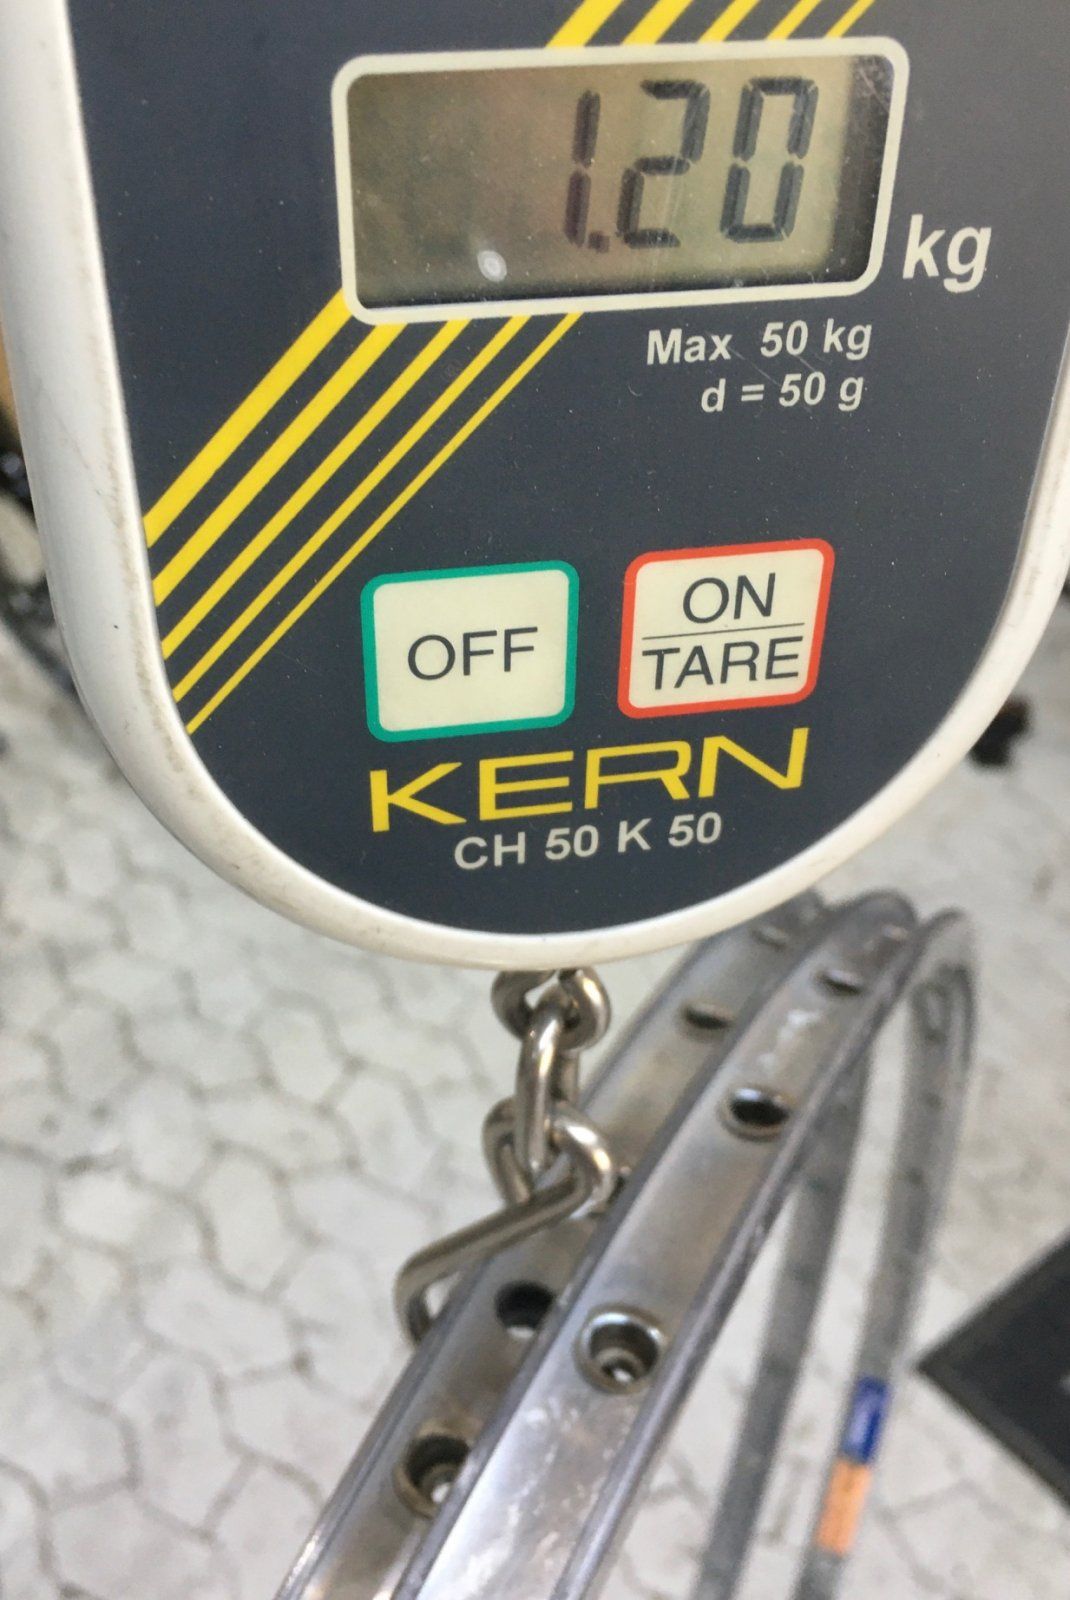 1.20
kg
Max 50 kg
d = 50 g
OFF
ON
TARE
KERN
CH 50 K 50